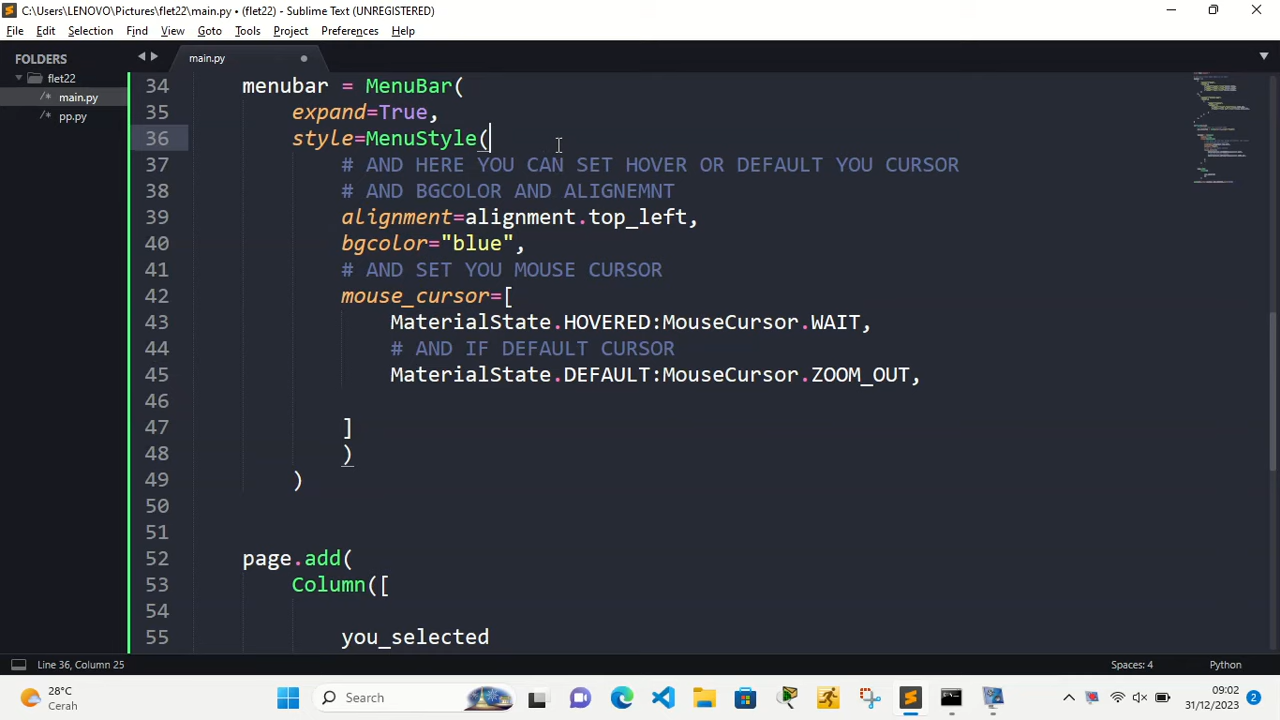 C:\Users\LENOVO\Pictures\flet22\main.py • (flet22) - Sublime Text (UNREGISTERED)
File Edit Selection Find View Goto Tools Project Preferences Help
FOLDERS
flet22
/* main.py
/* pp.py
main.py
34 menubar = MenuBar(
35 expand=True,
36 style=MenuStyle(
37 # AND HERE YOU CAN SET HOVER OR DEFAULT YOU CURSOR
38 # AND BGCOLOR AND ALIGNEMNT
39 alignment=alignment.top_left,
40 bgcolor="blue",
41 # AND SET YOU MOUSE CURSOR
42 mouse_cursor=[
43 MaterialState.HOVERED:MouseCursor.WAIT,
44 # AND IF DEFAULT CURSOR
45 MaterialState.DEFAULT:MouseCursor.ZOOM_OUT,
46
47 ]
48 )
49 )
50
51
52 page.add(
53 Column([
54
55 you_selected
Line 36, Column 25
Spaces: 4
Python
28°C
Cerah
Search
09:02
31/12/2023
2